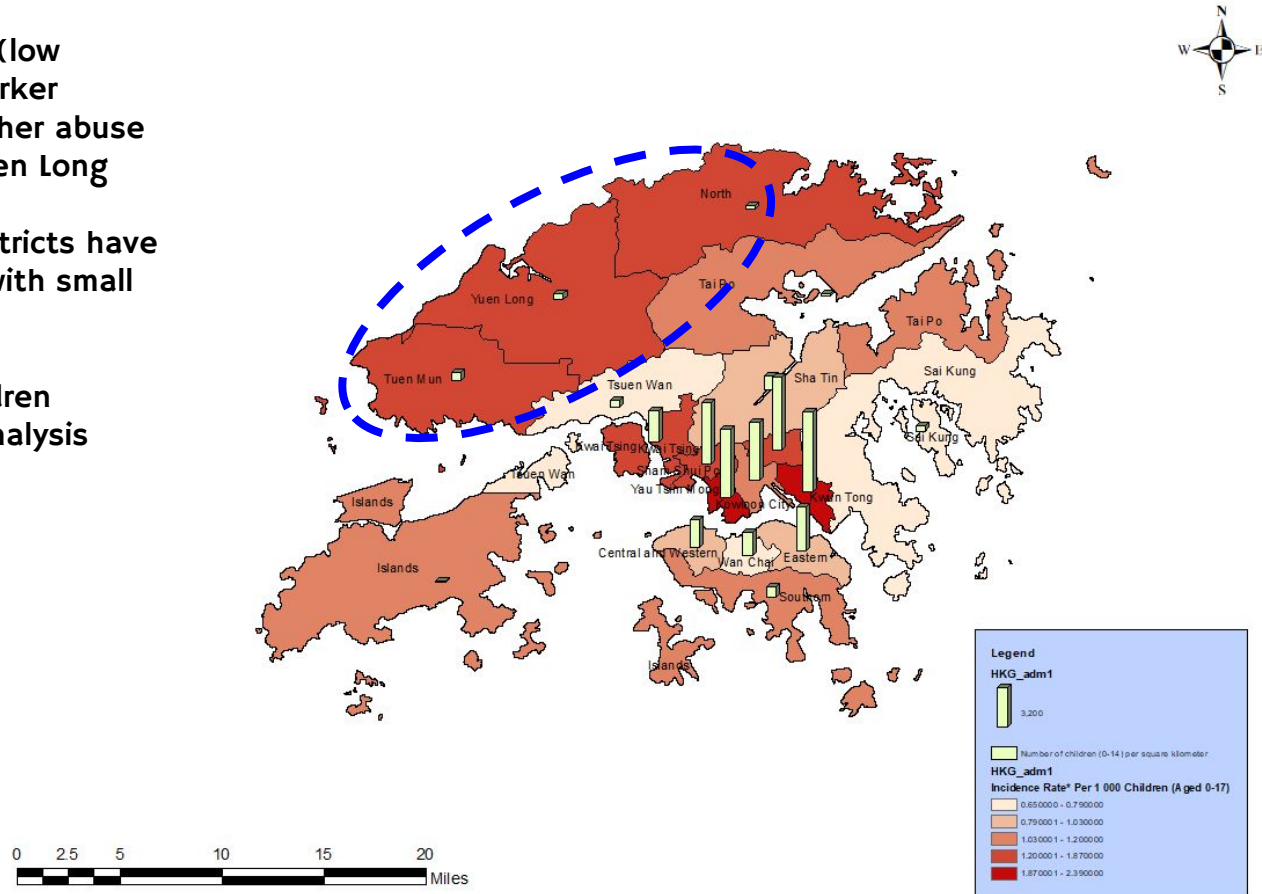 (low
rker
her abuse
en Long
tricts have
with small
dren
nalysis
N
W E
S
North
Tai Po
Yuen Long
Tai Po
Sai Kung
Tuen Mun
Tsuen Wan
Sha Tin
Sai Kung
Kwai Tsing
Kwai Tsing
Sham Shui Po
Tsuen Wan
Yau Tsim Mong
Kowloon City
Kwun Tong
Islands
Central and Western
Wan Chai
Eastern
Islands
Southern
Islands
Legend
HKG_adm1
3,200
Number of children (0-14) per square kilometer
HKG_adm1
Incidence Rate* Per 1 000 Children (Aged 0-17)
0.650000 - 0.790000
0.790001 - 1.030000
1.030001 - 1.200000
1.200001 - 1.870000
1.870001 - 2.390000
0 2.5 5 10 15 20
Miles